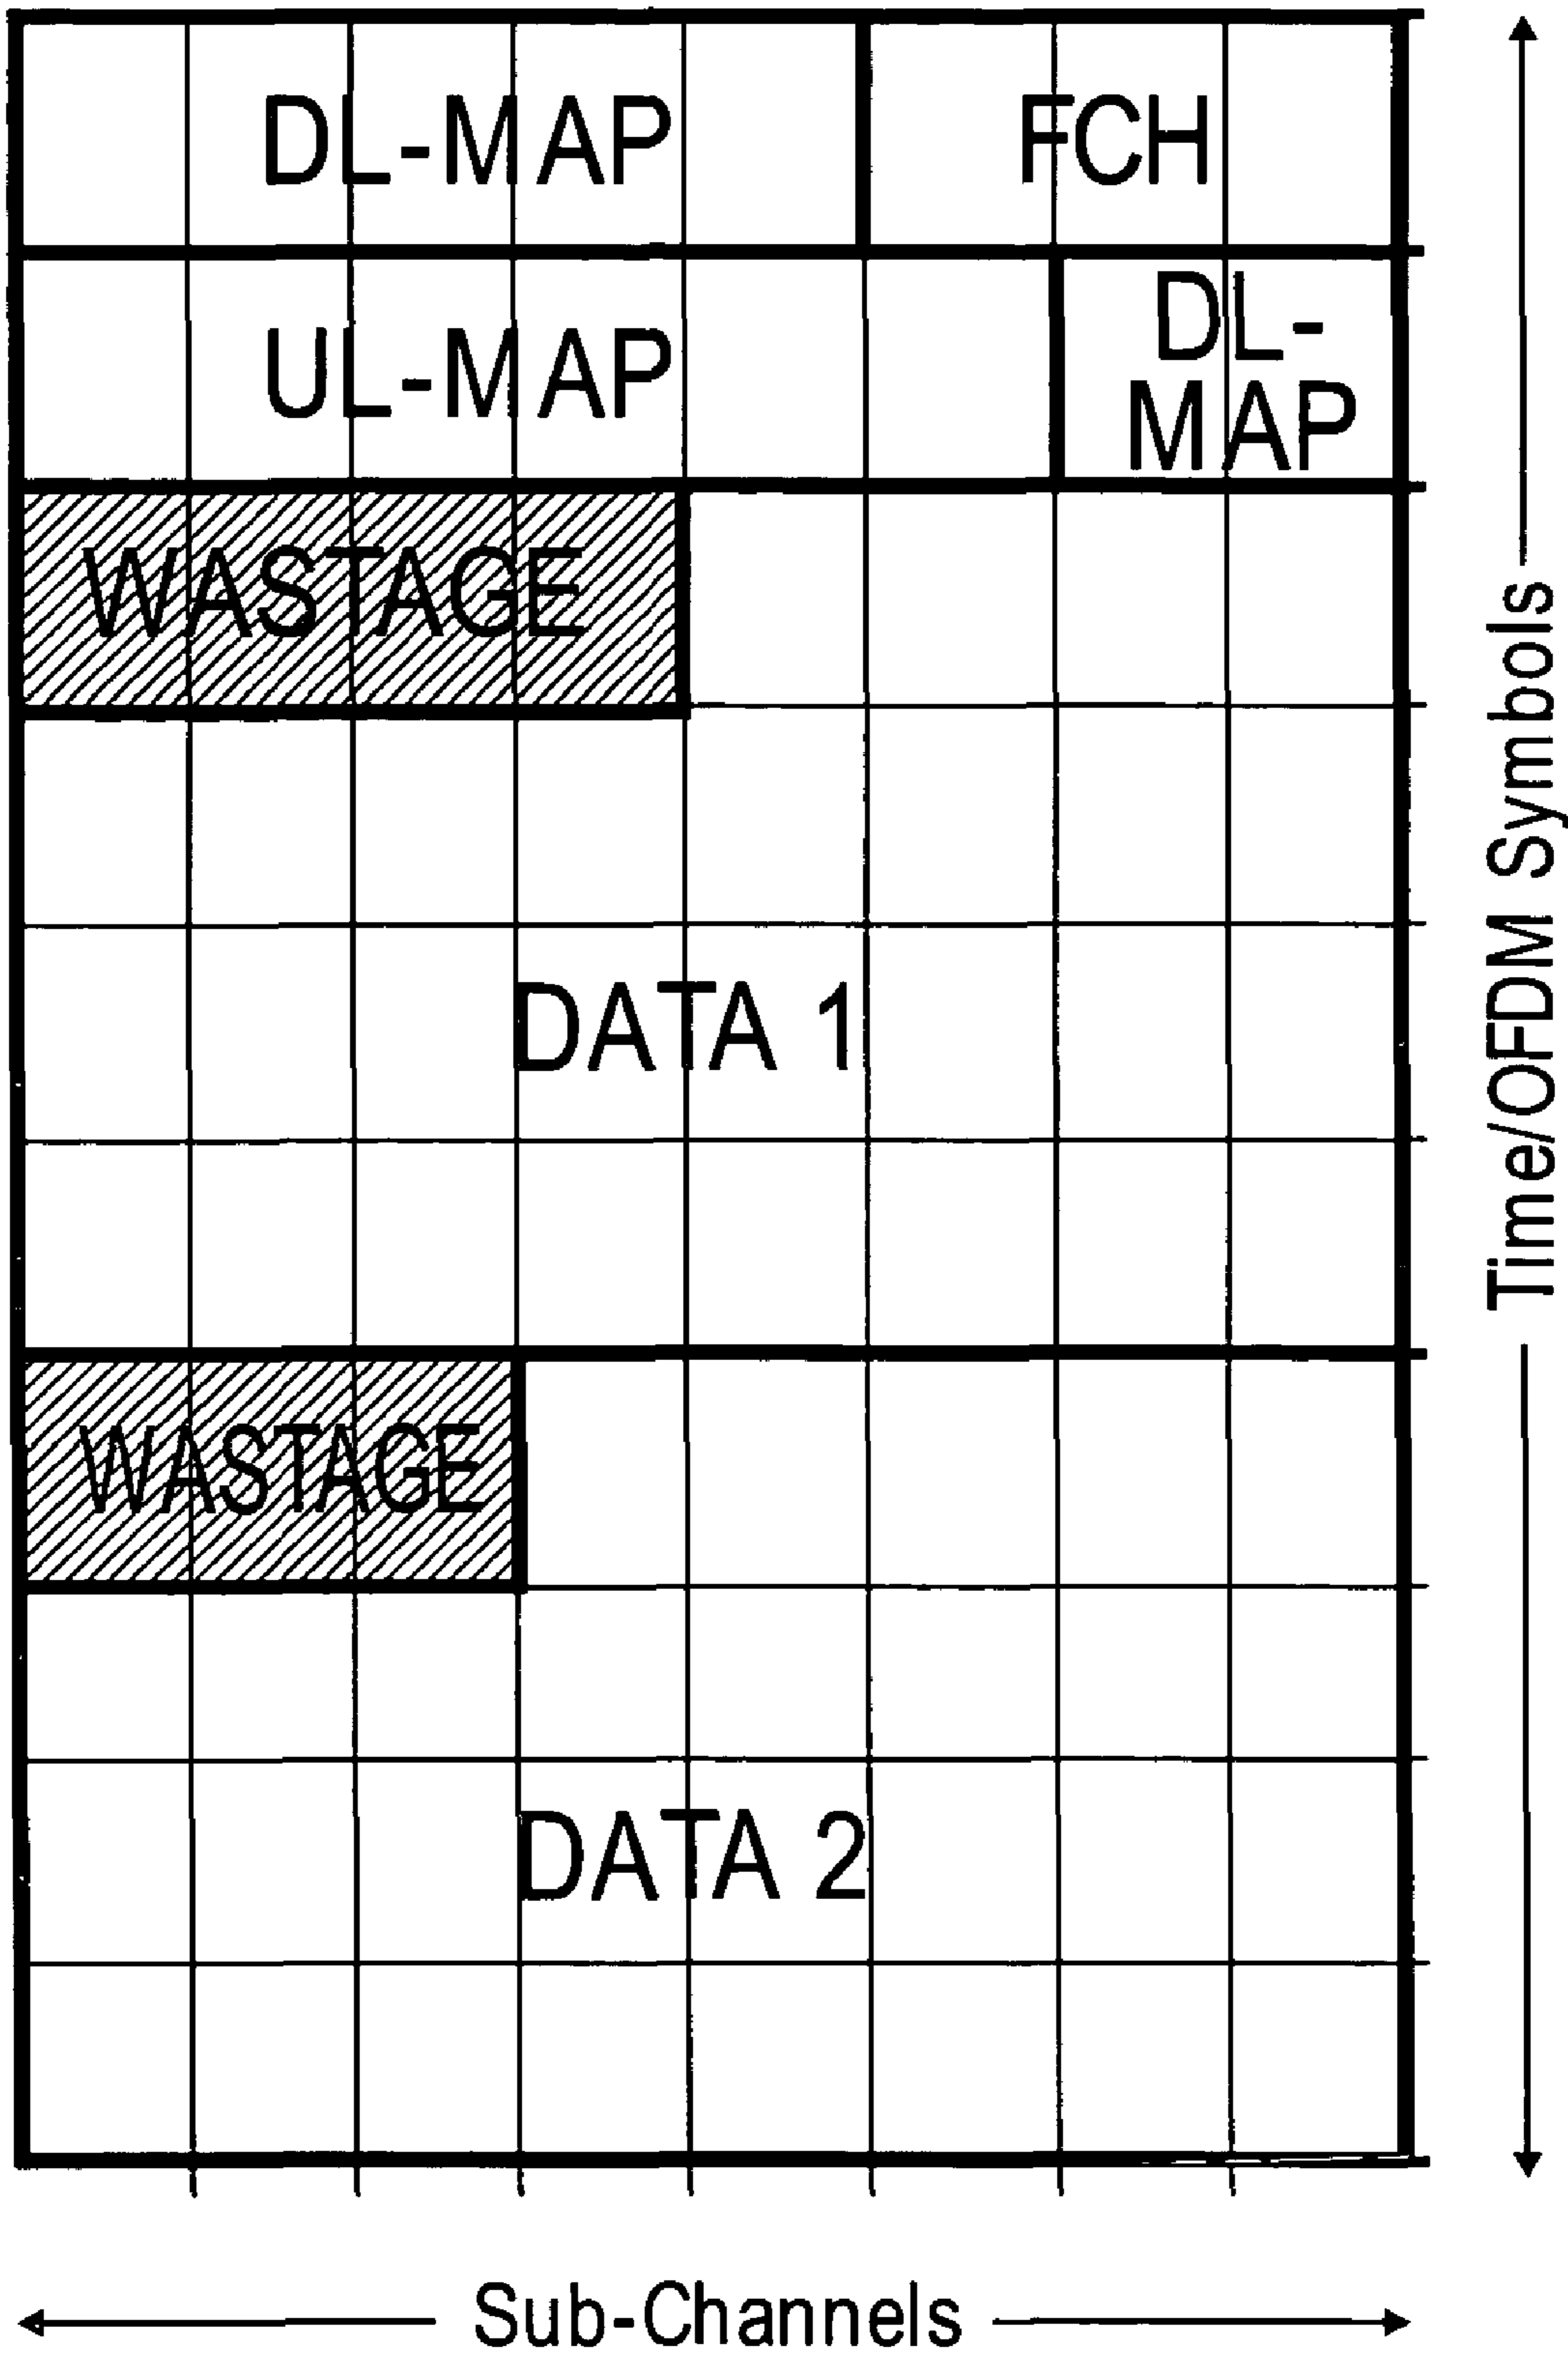 DL-MAP
FCH
UL-MAP
DL-
MAP
WASTAGE
DATA 1
WASTAGE
DATA 2
Time/OFDM Symbols
Sub-Channels